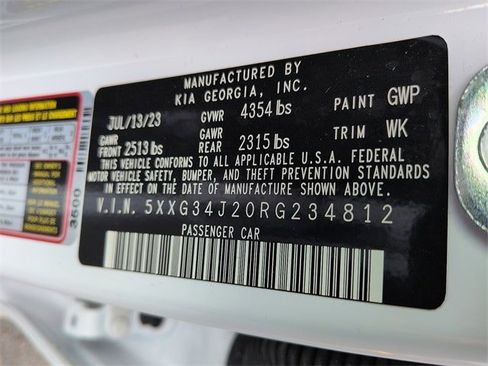 MANUFACTURED BY
KIA GEORGIA, INC.
JUL/13/23 GVWR 4354 lbs PAINT GWP
GAWR FRONT 2513 lbs GAWR REAR 2315 lbs TRIM WK
THIS VEHICLE CONFORMS TO ALL APPLICABLE U.S.A. FEDERAL
MOTOR VEHICLE SAFETY, BUMPER, AND THEFT PREVENTION STANDARDS
IN EFFECT ON THE DATE OF MANUFACTURE SHOWN ABOVE.
V.I.N. 5XXG34J20RG234812
PASSENGER CAR
3500